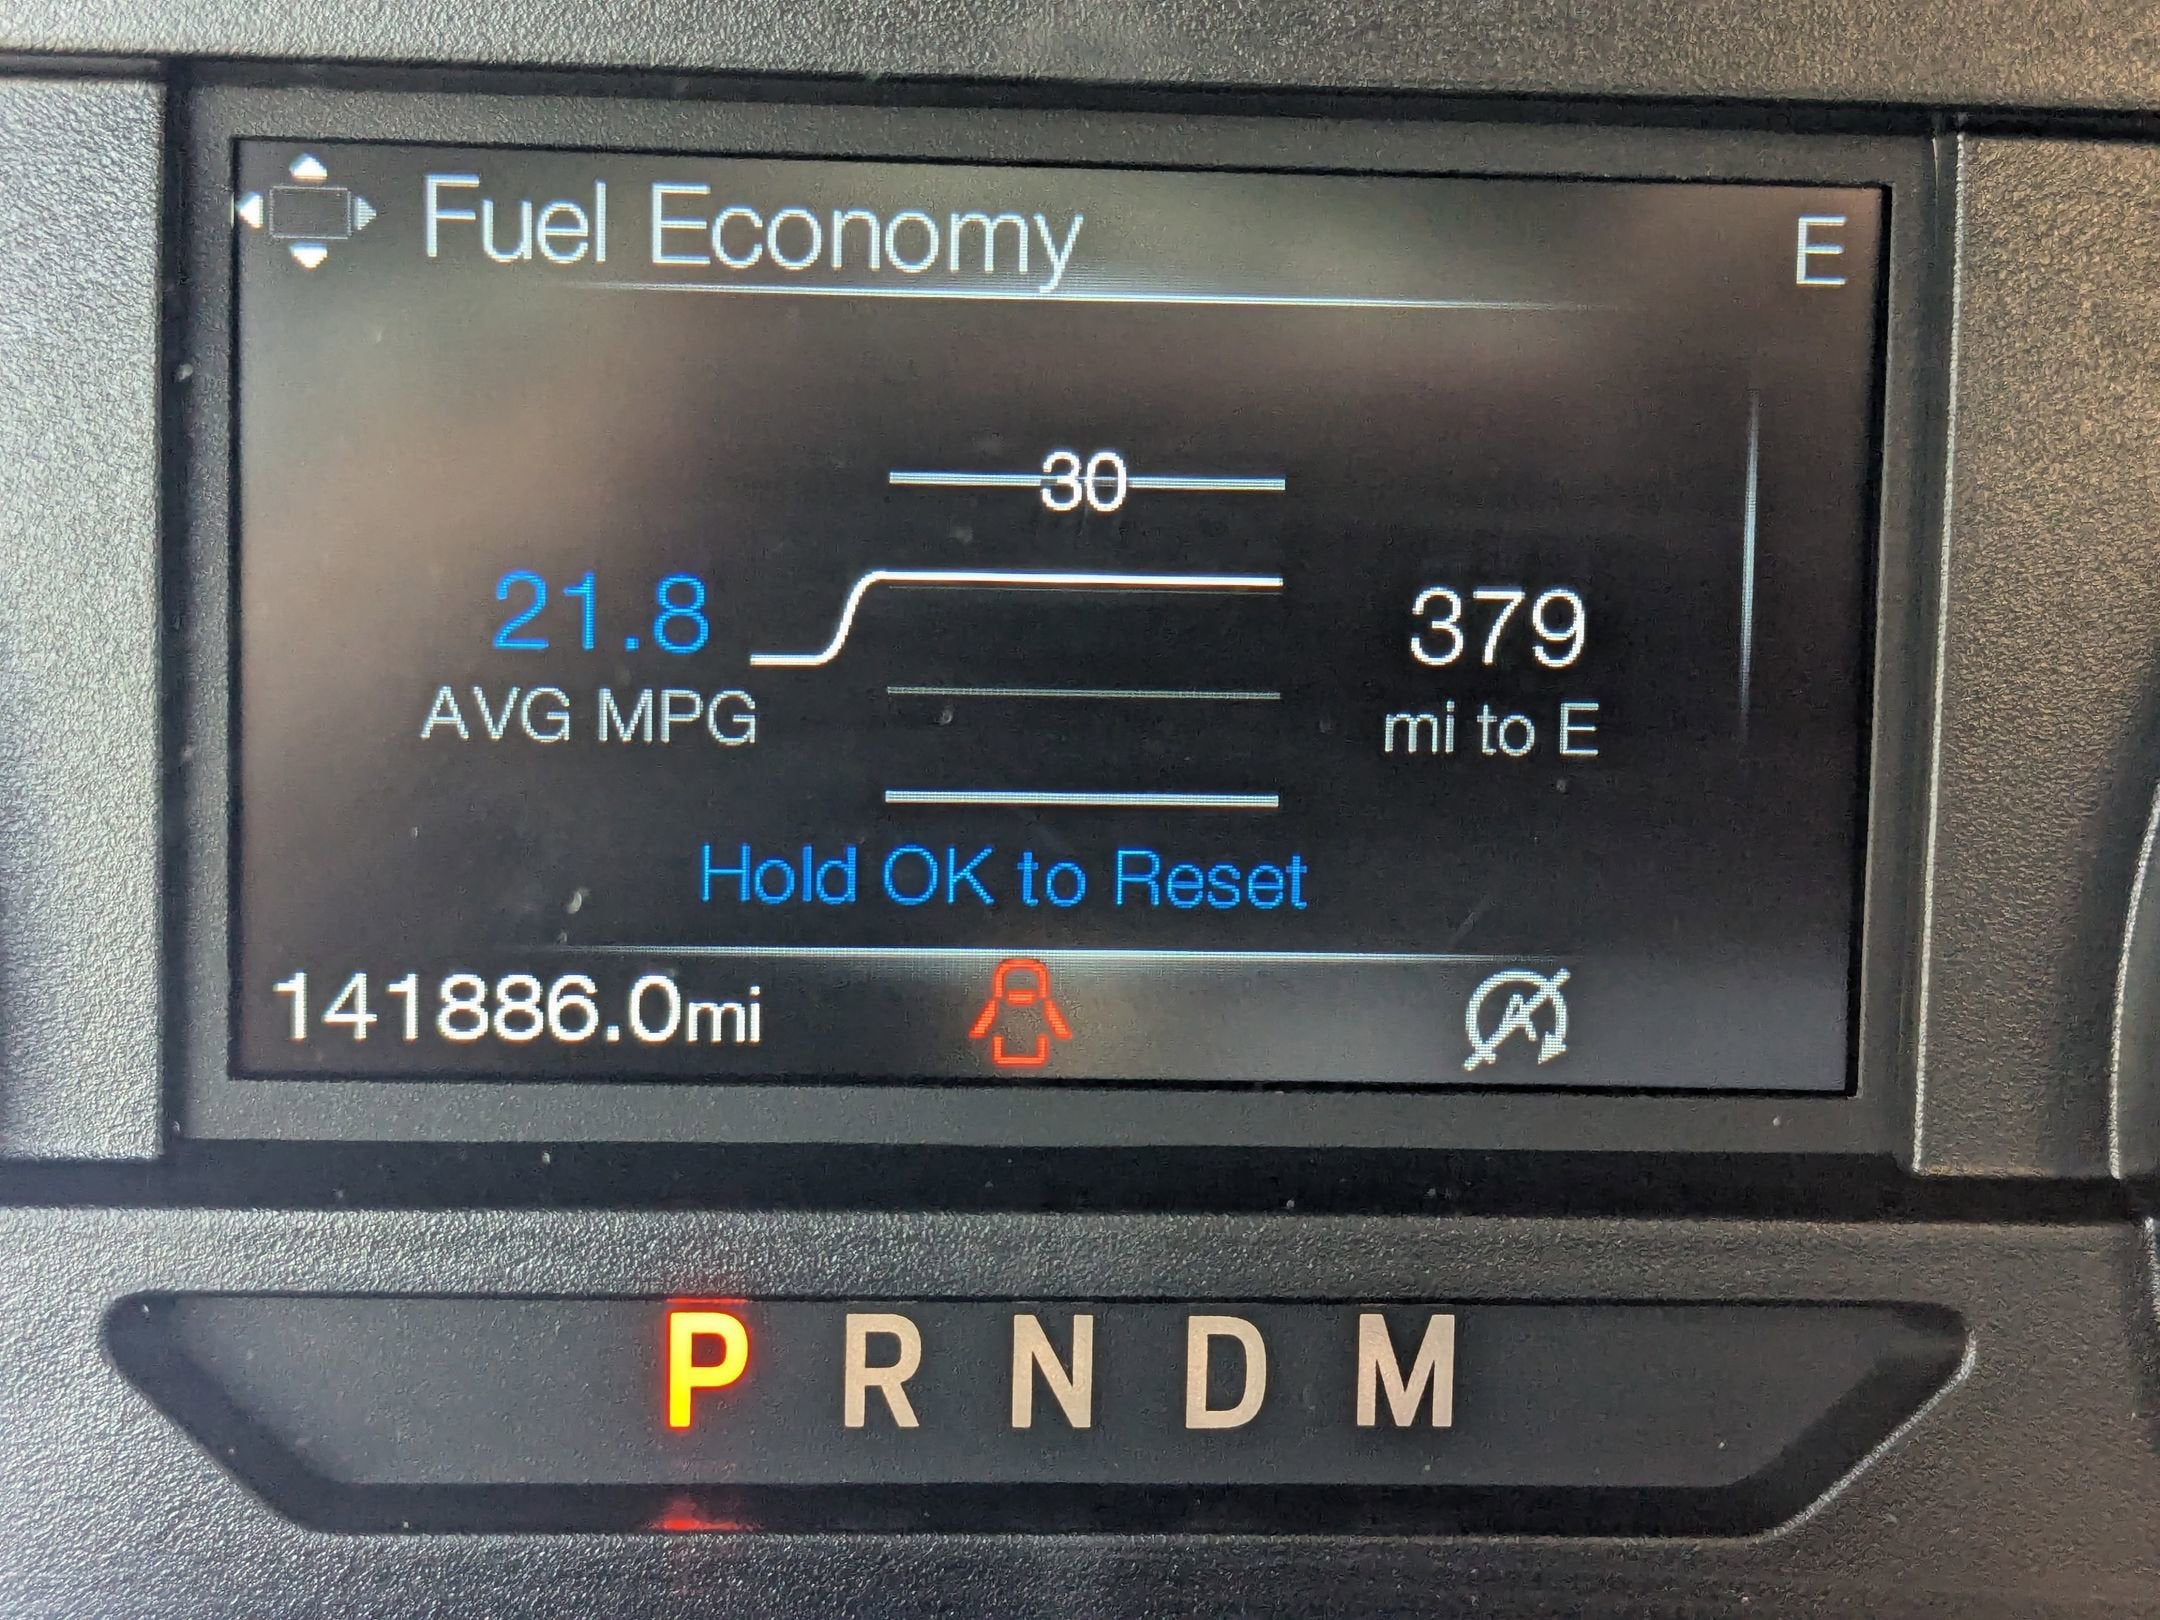 Fuel Economy
E
30
21.8
379
AVG MPG
mi to E
Hold OK to Reset
141886.0mi
A
P R N D M